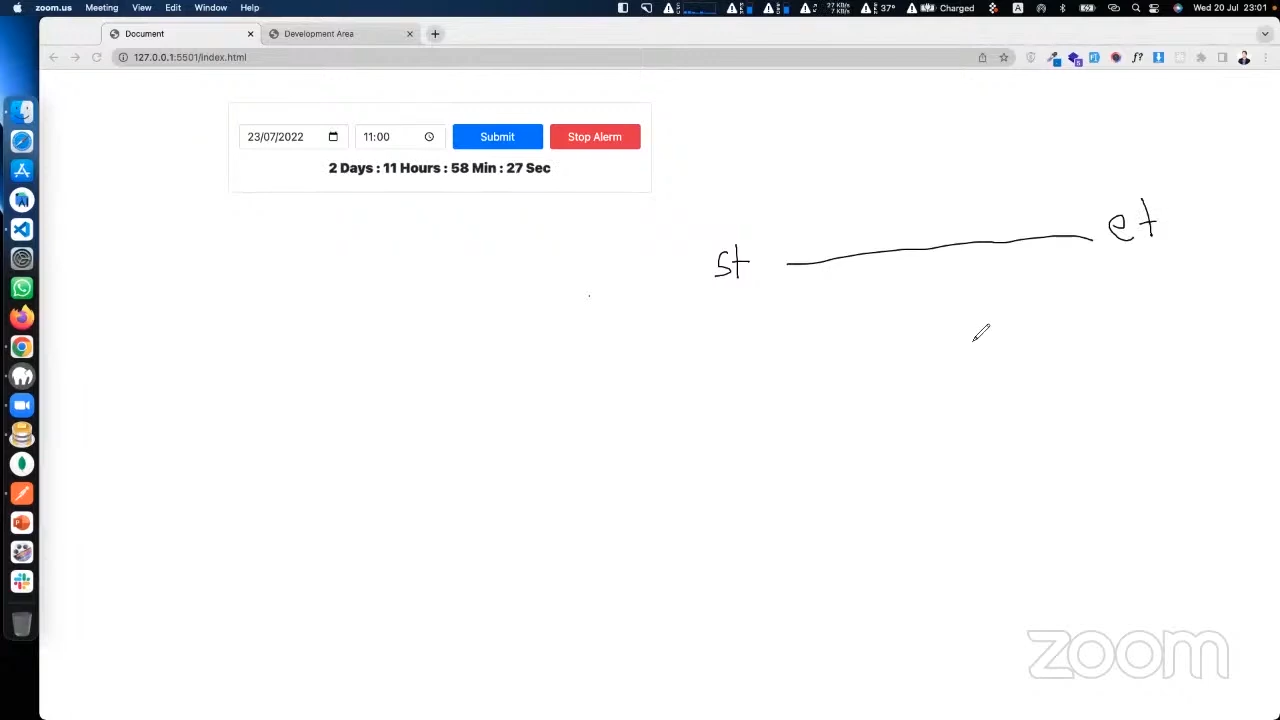 zoom.us Meeting View Edit Window Help 37° Charged A Wed 20 Jul 23:01
Document Development Area
127.0.0.1:5501/index.html f?
23/07/2022 11:00 Submit Stop Alerm
2 Days : 11 Hours : 58 Min : 27 Sec
et
st
zoom